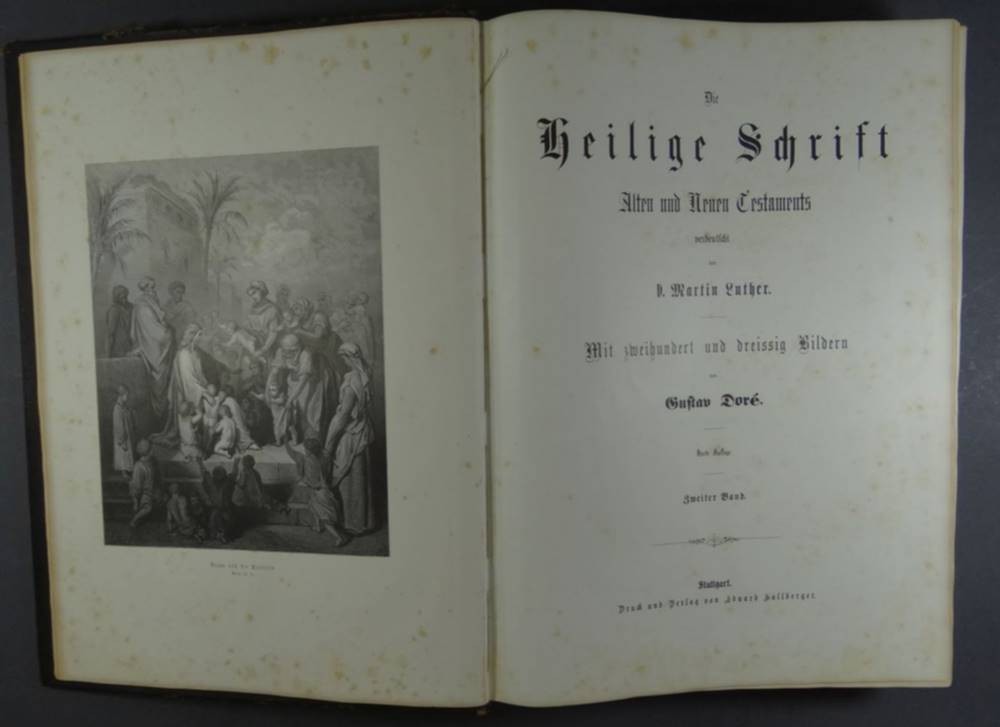 Die
Heilige Schrift
Alten und Neuen Testaments
verdeutscht
von
D. Martin Luther.
Mit zweihundert und dreissig Bildern
von
Gustav Doré.
Zweiter Band.
Stuttgart.
Druck und Verlag von Eduard Hallberger.